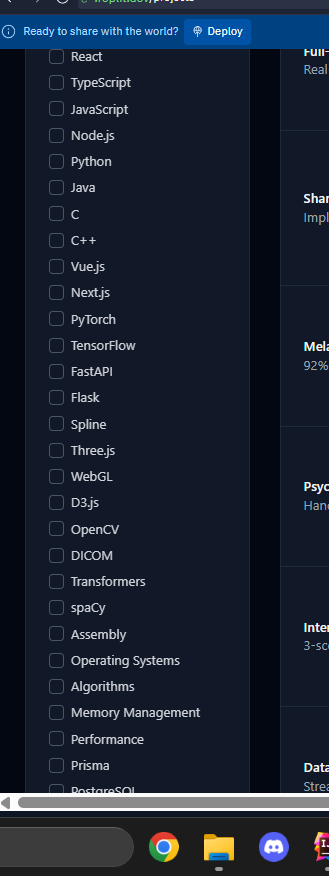 Ready to share with the world? Deploy
React
TypeScript
JavaScript
Node.js
Python
Java
C
C++
Vue.js
Next.js
PyTorch
TensorFlow
FastAPI
Flask
Spline
Three.js
WebGL
D3.js
OpenCV
DICOM
Transformers
spaCy
Assembly
Operating Systems
Algorithms
Memory Management
Performance
Prisma
PostgreSQL
Full-
Real
Shar
Impl
Mela
92%
Psyc
Hand
Inter
3-sc
Data
Strea